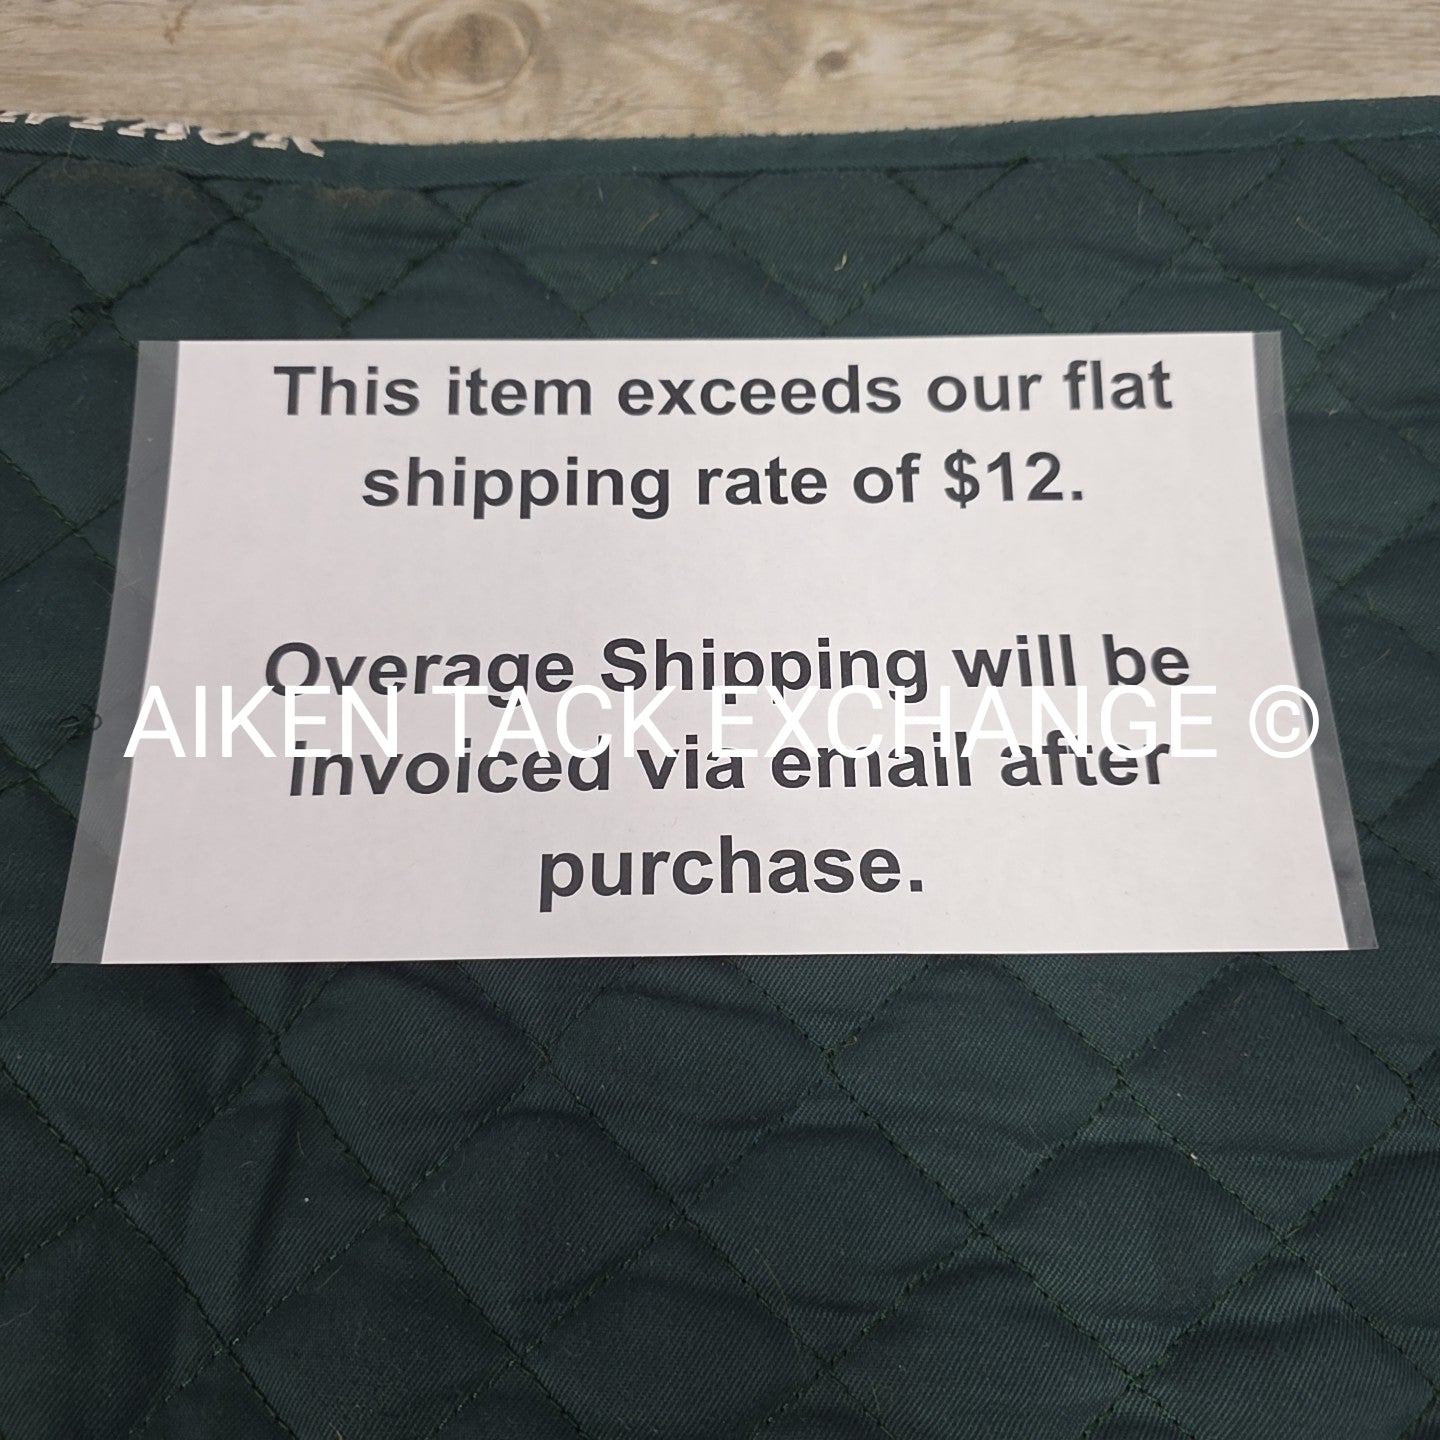 This item exceeds our flat
shipping rate of $12.
Overage Shipping will be
AIKEN TACK EXCHANGE ©
invoiced via email after
purchase.